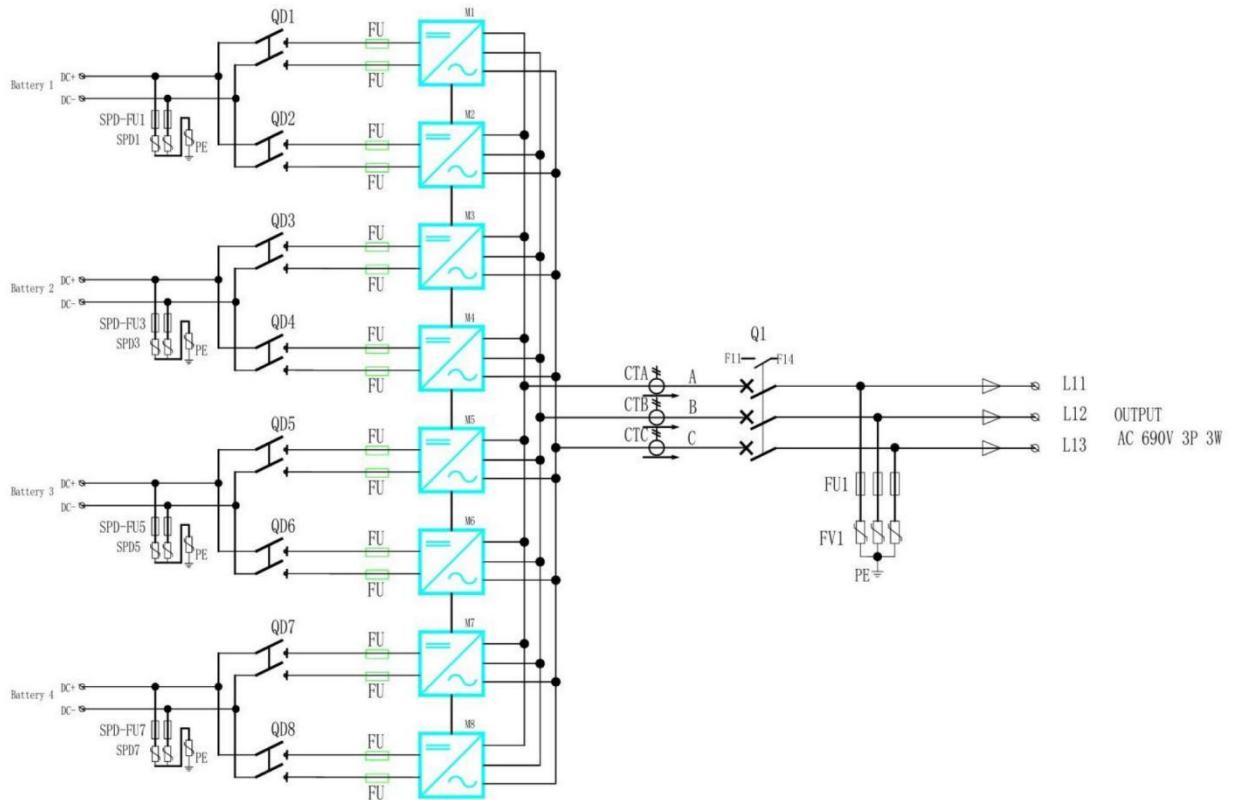 QD1
FU
M1
Battery 1
DC+
DC-
FU
SPD-FU1
SPD1
PE
QD2
FU
M2
FU
QD3
FU
M3
Battery 2
DC+
DC-
FU
SPD-FU3
SPD3
PE
QD4
FU
M4
FU
Q1
F11
F14
CTA
A
L11
CTB
B
L12
OUTPUT
CTC
C
L13
AC 690V 3P 3W
QD5
FU
M5
Battery 3
DC+
DC-
FU
FU1
SPD-FU5
SPD5
PE
QD6
FU
M6
FU
FV1
PE
QD7
FU
M7
Battery 4
DC+
DC-
FU
SPD-FU7
SPD7
PE
QD8
FU
M8
FU